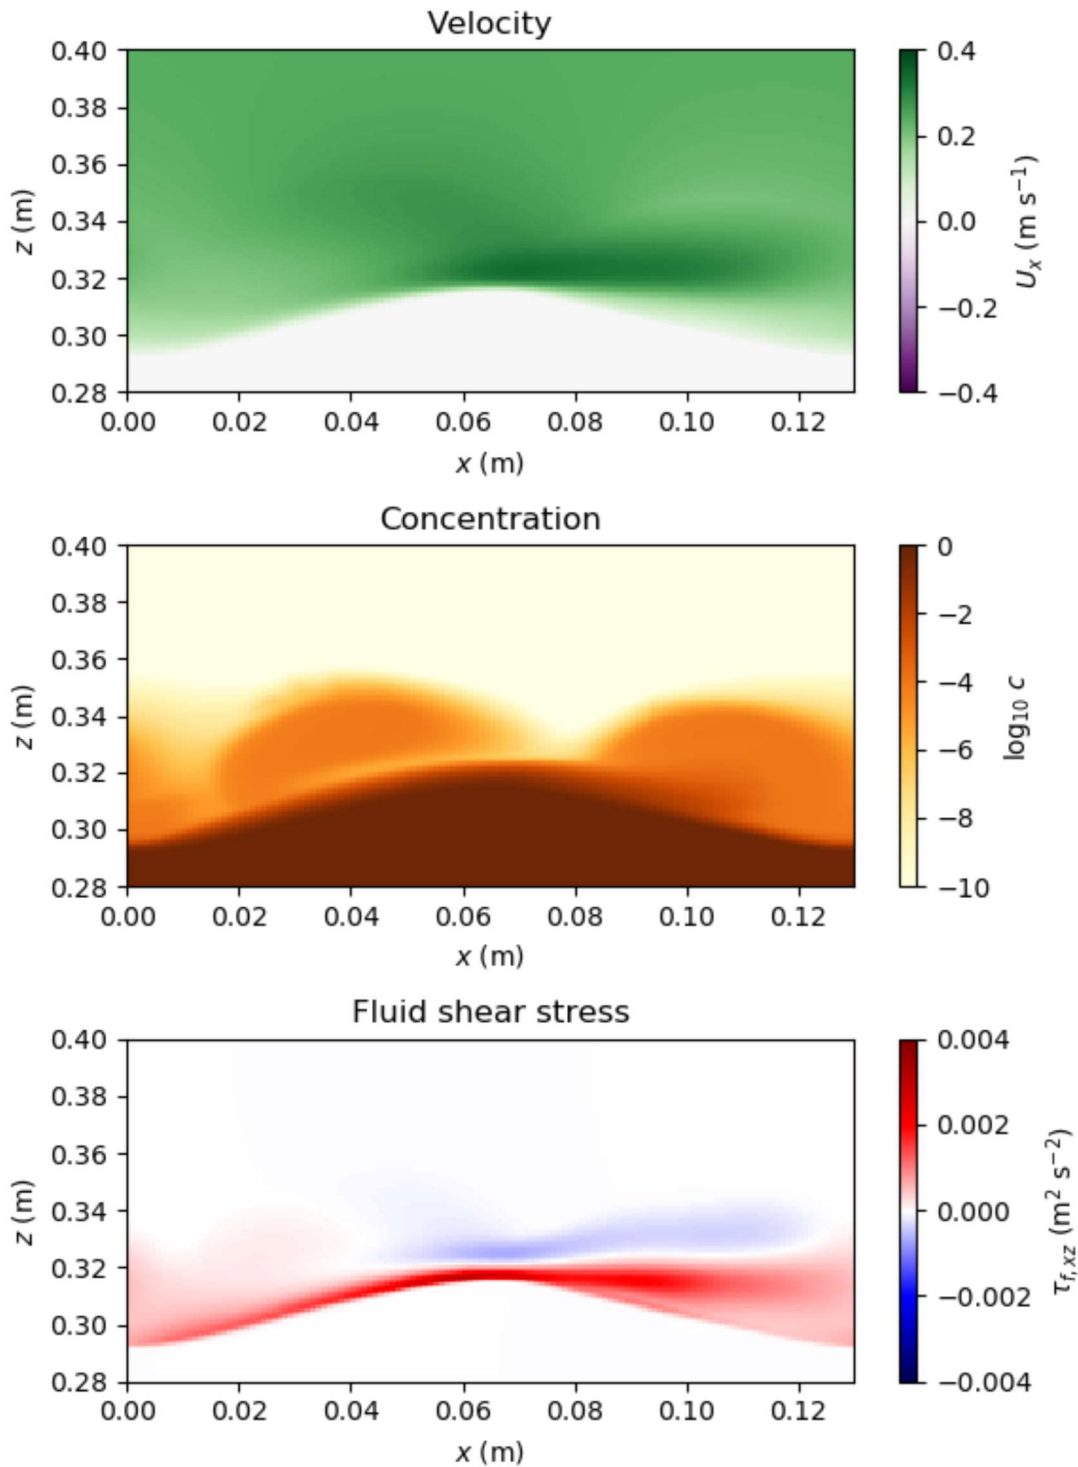 Velocity
0.40
0.38
0.36
0.34
0.32
0.30
0.28
z (m)
0.00 0.02 0.04 0.06 0.08 0.10 0.12
x (m)
0.4
0.2
0.0
−0.2
−0.4
Uₓ (m s⁻¹)
Concentration
0.40
0.38
0.36
0.34
0.32
0.30
0.28
z (m)
0.00 0.02 0.04 0.06 0.08 0.10 0.12
x (m)
0
−2
−4
−6
−8
−10
log₁₀ c
Fluid shear stress
0.40
0.38
0.36
0.34
0.32
0.30
0.28
z (m)
0.00 0.02 0.04 0.06 0.08 0.10 0.12
x (m)
0.004
0.002
0.000
−0.002
−0.004
τf,xz (m² s⁻²)